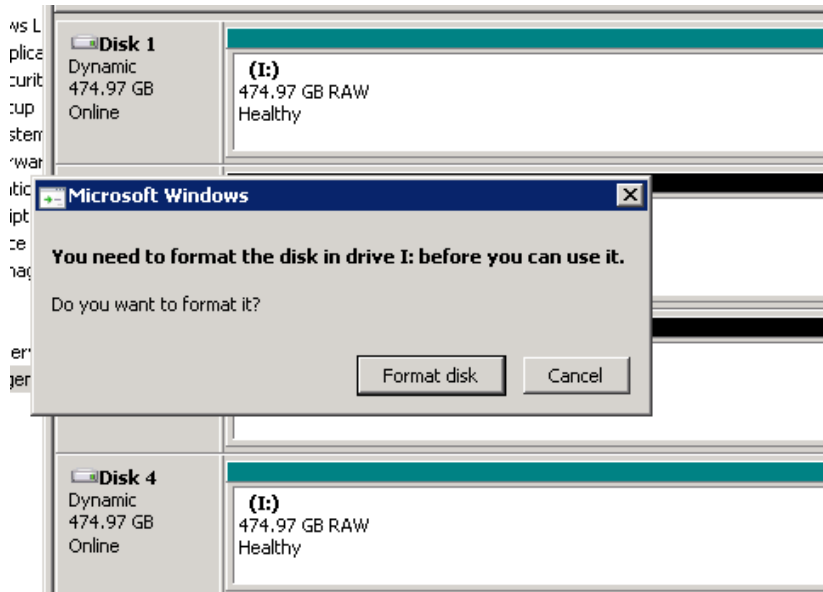 Disk 1
Dynamic
474.97 GB
Online
(I:)
474.97 GB RAW
Healthy
Microsoft Windows
You need to format the disk in drive I: before you can use it.
Do you want to format it?
Format disk
Cancel
Disk 4
Dynamic
474.97 GB
Online
(I:)
474.97 GB RAW
Healthy